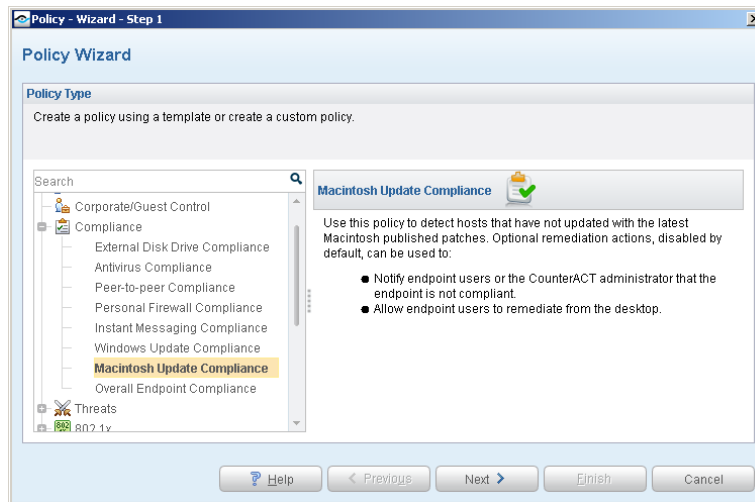 Policy - Wizard - Step 1
Policy Wizard
Policy Type
Create a policy using a template or create a custom policy.
Search
Corporate/Guest Control
Compliance
External Disk Drive Compliance
Antivirus Compliance
Peer-to-peer Compliance
Personal Firewall Compliance
Instant Messaging Compliance
Windows Update Compliance
Macintosh Update Compliance
Overall Endpoint Compliance
Threats
802 802.1x
Macintosh Update Compliance
Use this policy to detect hosts that have not updated with the latest
Macintosh published patches. Optional remediation actions, disabled by
default, can be used to:
● Notify endpoint users or the CounterACT administrator that the
endpoint is not compliant.
● Allow endpoint users to remediate from the desktop.
Help
Previous
Next
Finish
Cancel